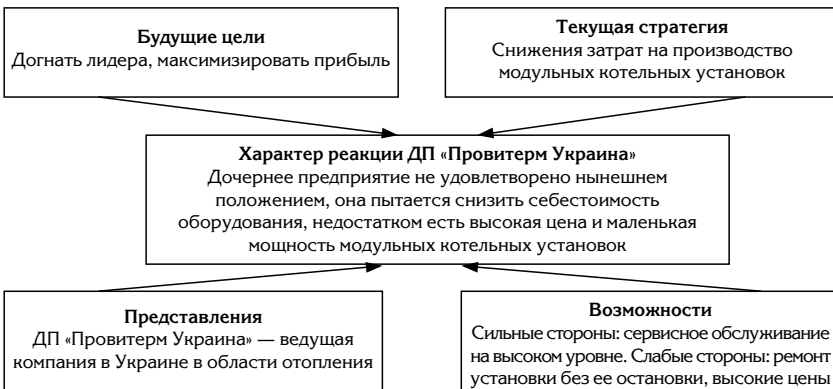 Будущие цели
Догнать лидера, максимизировать прибыль
Текущая стратегия
Снижения затрат на производство
модульных котельных установок
Характер реакции ДП «Провитерм Украина»
Дочернее предприятие не удовлетворено нынешнем
положением, она пытается снизить себестоимость
оборудования, недостатком есть высокая цена и маленькая
мощность модульных котельных установок
Представления
ДП «Провитерм Украина» — ведущая
компания в Украине в области отопления
Возможности
Сильные стороны: сервисное обслуживание
на высоком уровне. Слабые стороны: ремонт
установки без ее остановки, высокие цены